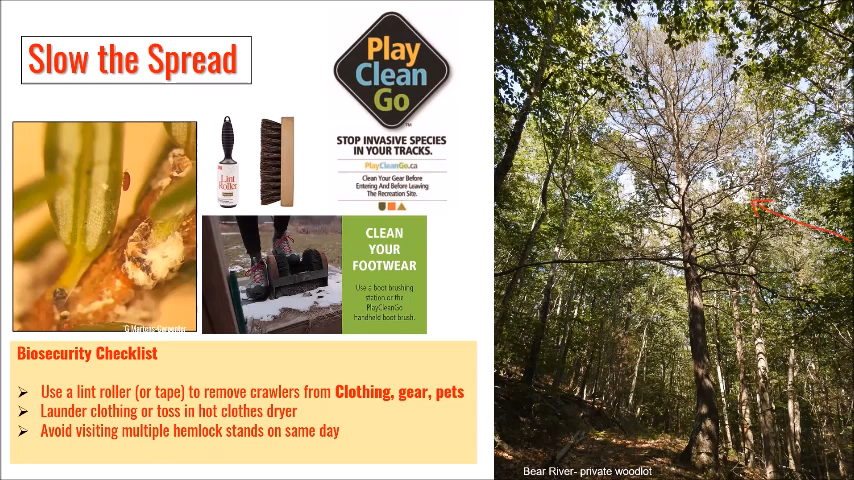 Slow the Spread
Play
Clean
Go
TM
STOP INVASIVE SPECIES
IN YOUR TRACKS.
PlayCleanGo.ca
Clean Your Gear Before
Entering And Before Leaving
The Recreation Site.
Lint
Roller
CLEAN
YOUR
FOOTWEAR
Use a boot brushing
station or the
PlayCleanGo
handheld boot brush.
G Martens-Carpenter
Biosecurity Checklist
➤ Use a lint roller (or tape) to remove crawlers from Clothing, gear, pets
➤ Launder clothing or toss in hot clothes dryer
➤ Avoid visiting multiple hemlock stands on same day
Bear River- private woodlot